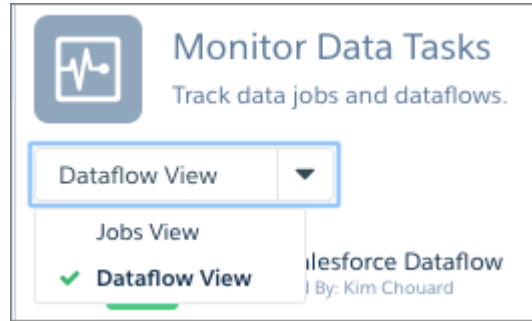 Monitor Data Tasks
Track data jobs and dataflows.
Dataflow View
Jobs View
Dataflow View
Dataflow
By: Kim Chouard